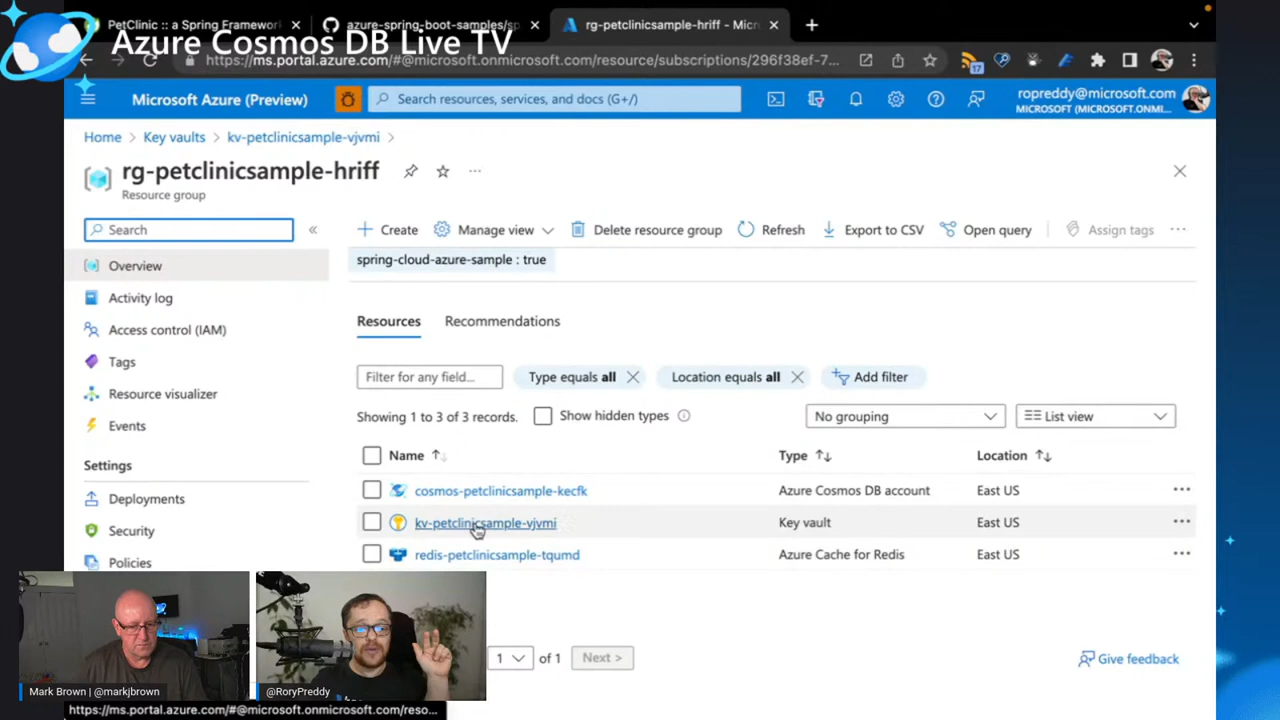 PetClinic :: a Spring Framework
azure-spring-boot-samples/sp
rg-petclinicsample-hriff - Micr
Azure Cosmos DB Live TV
https://ms.portal.azure.com/#@microsoft.onmicrosoft.com/resource/subscriptions/296f38ef-7...
17
Microsoft Azure (Preview)
Search resources, services, and docs (G+/)
ropreddy@microsoft.com
MICROSOFT (MICROSOFT.ONMI...
Home > Key vaults > kv-petclinicsample-vjvmi >
rg-petclinicsample-hriff
Resource group
Search
Create
Manage view
Delete resource group
Refresh
Export to CSV
Open query
Assign tags
spring-cloud-azure-sample : true
Overview
Activity log
Access control (IAM)
Tags
Resource visualizer
Events
Settings
Deployments
Security
Policies
Resources
Recommendations
Filter for any field...
Type equals all
Location equals all
Add filter
Showing 1 to 3 of 3 records.
Show hidden types
No grouping
List view
Name
Type
Location
cosmos-petclinicsample-kecfk
Azure Cosmos DB account
East US
kv-petclinicsample-vjvmi
Key vault
East US
redis-petclinicsample-tqumd
Azure Cache for Redis
East US
1
of 1
Next >
Give feedback
Mark Brown | @markjbrown
@RoryPreddy
https://ms.portal.azure.com/#@microsoft.onmicrosoft.com/reso...